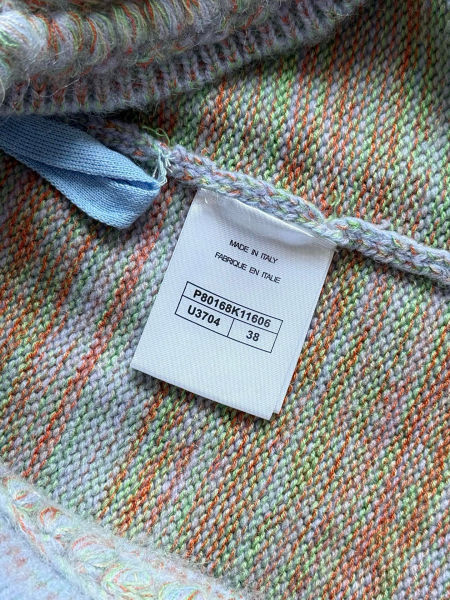 MADE IN ITALY
FABRIQUE EN ITALIE
P80168K11606
U3704 38